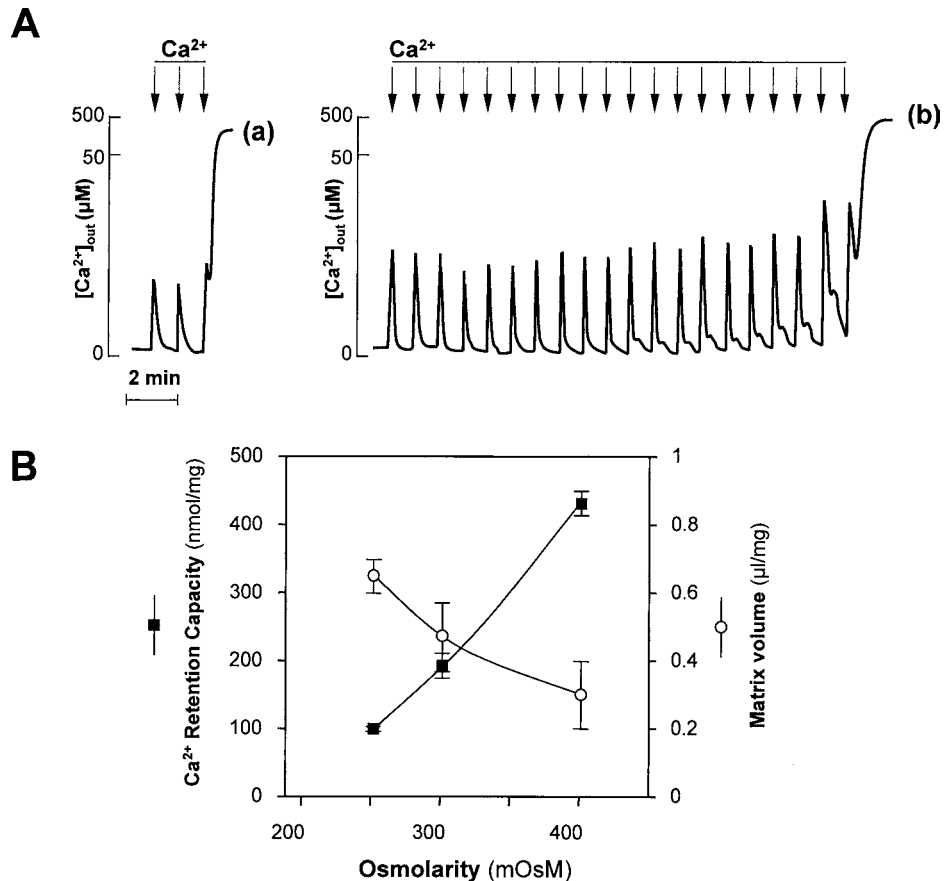 A
Ca²⁺
Ca²⁺
500
50
0
[Ca²⁺]out (µM)
(a)
2 min
500
50
0
[Ca²⁺]out (µM)
(b)
B
500
400
300
200
100
0
Ca²⁺ Retention Capacity (nmol/mg)
1
0.8
0.6
0.4
0.2
0
Matrix volume (µl/mg)
200
300
400
Osmolarity (mOsM)